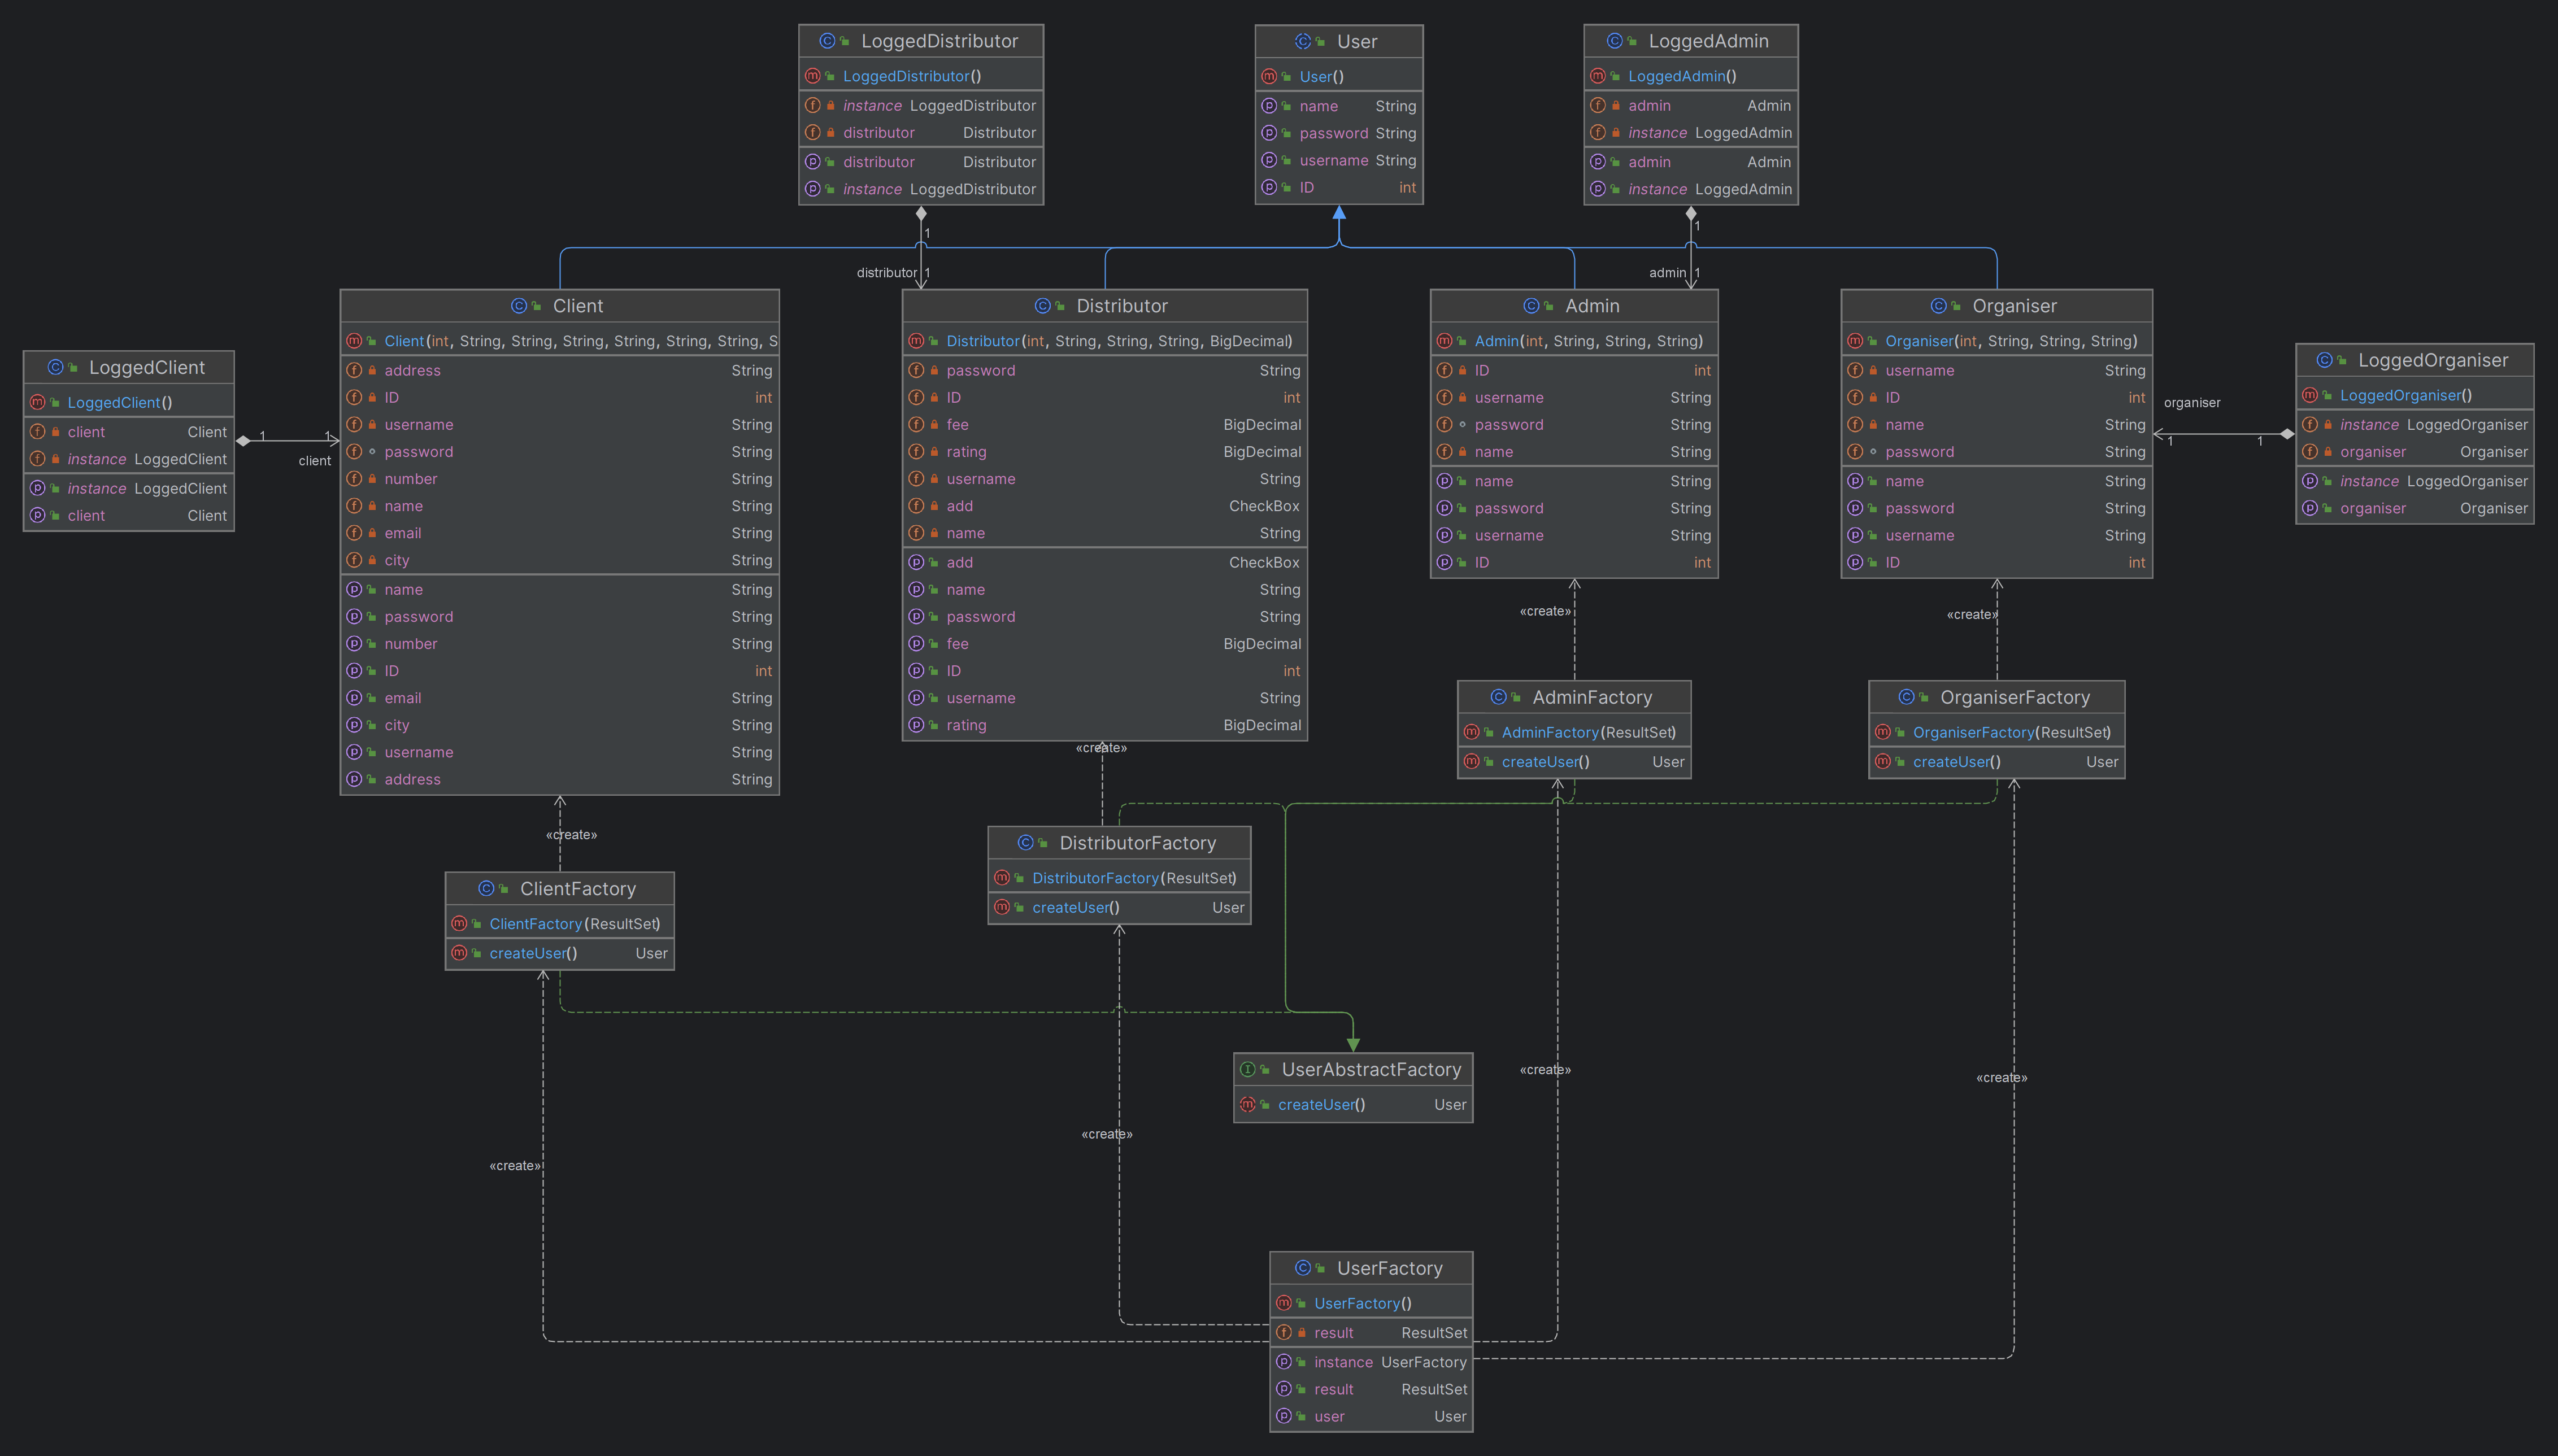 LoggedDistributor
LoggedDistributor()
instance LoggedDistributor
distributor Distributor
distributor Distributor
instance LoggedDistributor
User
User()
name String
password String
username String
ID int
LoggedAdmin
LoggedAdmin()
admin Admin
instance LoggedAdmin
admin Admin
instance LoggedAdmin
1
distributor 1
1
admin 1
LoggedClient
LoggedClient()
client Client
instance LoggedClient
instance LoggedClient
client Client
1
1
client
Client
Client(int, String, String, String, String, String, String, S
address String
ID int
username String
password String
number String
name String
email String
city String
name String
password String
number String
ID int
email String
city String
username String
address String
Distributor
Distributor(int, String, String, String, BigDecimal)
password String
ID int
fee BigDecimal
rating BigDecimal
username String
add CheckBox
name String
add CheckBox
name String
password String
fee BigDecimal
ID int
username String
rating BigDecimal
Admin
Admin(int, String, String, String)
ID int
username String
password String
name String
name String
password String
username String
ID int
Organiser
Organiser(int, String, String, String)
username String
ID int
name String
password String
name String
password String
username String
ID int
organiser
1
1
LoggedOrganiser
LoggedOrganiser()
instance LoggedOrganiser
organiser Organiser
instance LoggedOrganiser
organiser Organiser
«create»
«create»
«create»
«create»
AdminFactory
AdminFactory(ResultSet)
createUser() User
OrganiserFactory
OrganiserFactory(ResultSet)
createUser() User
DistributorFactory
DistributorFactory(ResultSet)
createUser() User
ClientFactory
ClientFactory(ResultSet)
createUser() User
UserAbstractFactory
createUser() User
«create»
«create»
«create»
«create»
UserFactory
UserFactory()
result ResultSet
instance UserFactory
result ResultSet
user User